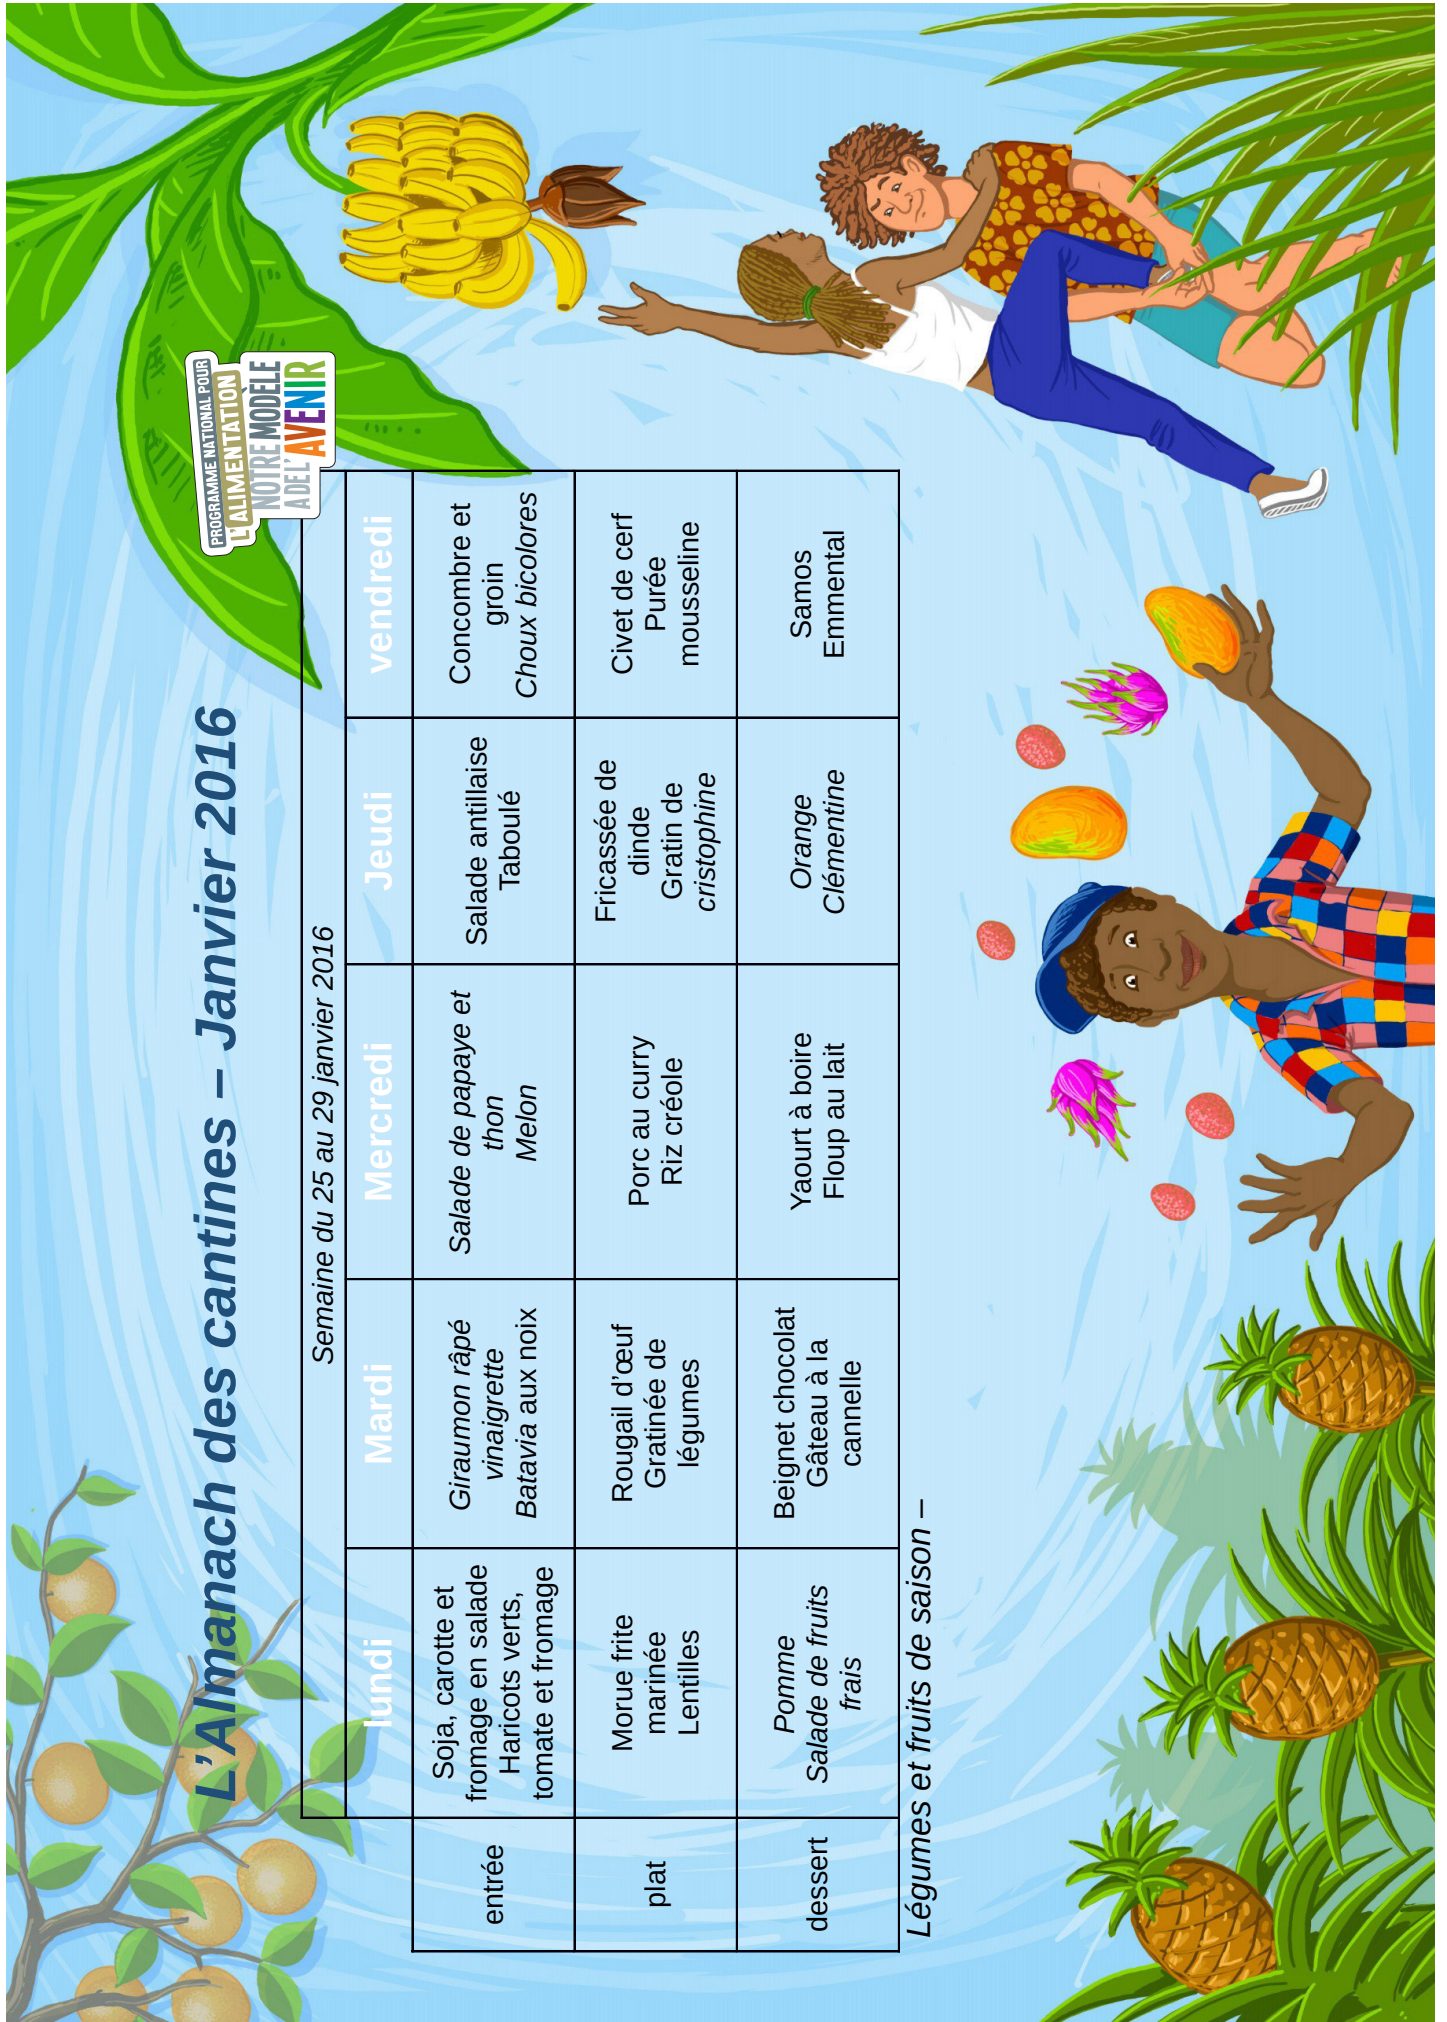 PROGRAMME NATIONAL POUR
L'ALIMENTATION
NOTRE MODÈLE
A DE L'AVENIR
L'Almanach des cantines – Janvier 2016
Semaine du 25 au 29 janvier 2016
lundi
Mardi
Mercredi
Jeudi
vendredi
entrée
Soja, carotte et
fromage en salade
Haricots verts,
tomate et fromage
Giraumon râpé
vinaigrette
Batavia aux noix
Salade de papaye et
thon
Melon
Salade antillaise
Taboulé
Concombre et
groin
Choux bicolores
plat
Morue frite
marinée
Lentilles
Rougail d'œuf
Gratinée de
légumes
Porc au curry
Riz créole
Fricassée de
dinde
Gratin de
cristophine
Civet de cerf
Purée
mousseline
dessert
Pomme
Salade de fruits
frais
Beignet chocolat
Gâteau à la
cannelle
Yaourt à boire
Floup au lait
Orange
Clémentine
Samos
Emmental
Légumes et fruits de saison –